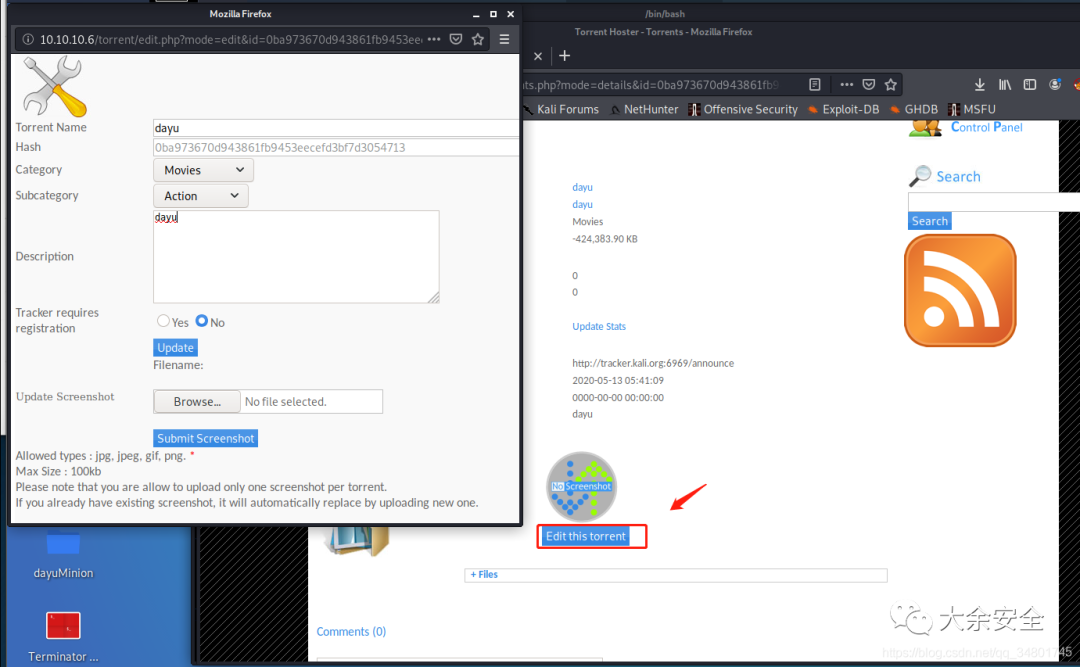 Mozilla Firefox
10.10.10.6/torrent/edit.php?mode=edit&id=0ba973670d943861fb9453eec
Torrent Name
dayu
Hash
0ba973670d943861fb9453eecefd3bf7d3054713
Category
Movies
Subcategory
Action
Description
dayu
Tracker requires
registration
Yes No
Update
Filename:
Update Screenshot
Browse... No file selected.
Submit Screenshot
Allowed types : jpg, jpeg, gif, png. *
Max Size : 100kb
Please note that you are allow to upload only one screenshot per torrent.
If you already have existing screenshot, it will automatically replace by uploading new one.
/bin/bash
Torrent Hoster - Torrents - Mozilla Firefox
nts.php?mode=details&id=0ba973670d943861fb9
Kali Forums NetHunter Offensive Security Exploit-DB GHDB MSFU
Control Panel
Search
Search
dayu
dayu
Movies
-424,383.90 KB
0
0
Update Stats
http://tracker.kali.org:6969/announce
2020-05-13 05:41:09
0000-00-00 00:00:00
dayu
No Screenshot
Edit this torrent
+ Files
Comments (0)
dayuMinion
Terminator ...
大余安全
https://blog.csdn.net/qq_34801745